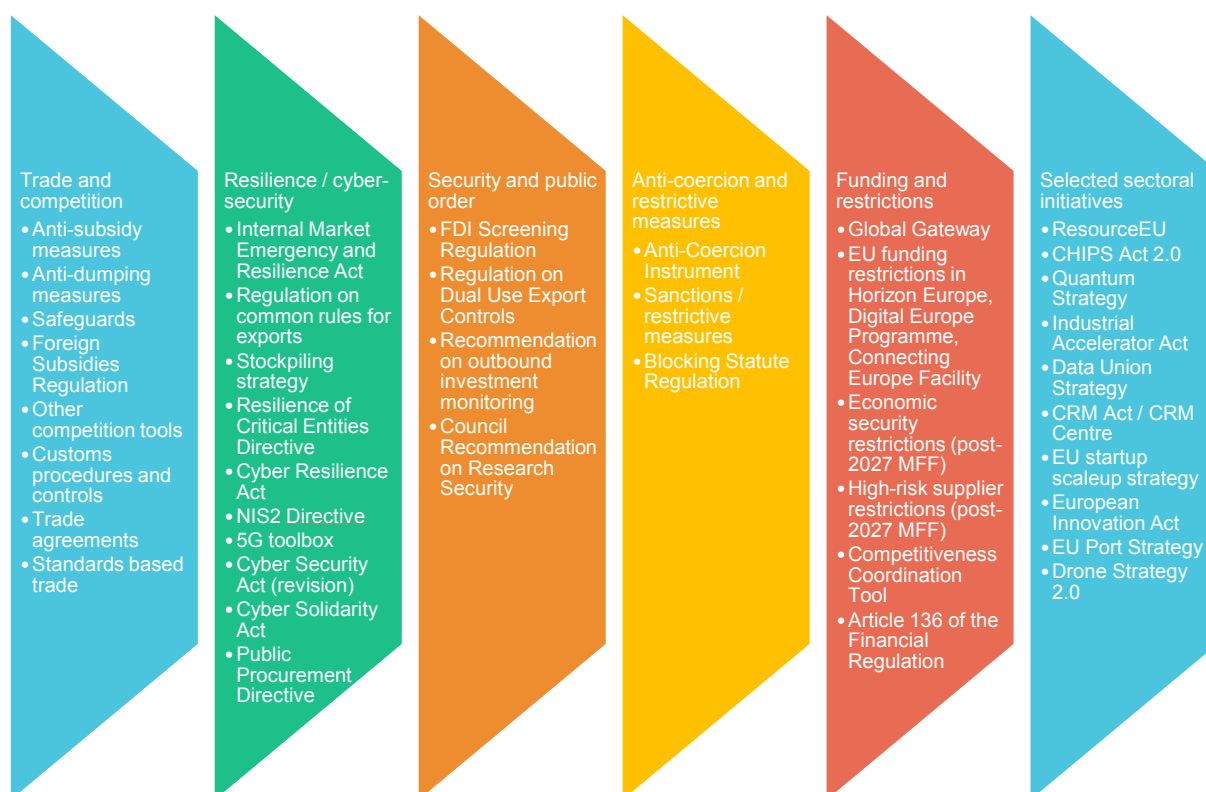 Trade and
competition
•Anti-subsidy
measures
•Anti-dumping
measures
•Safeguards
•Foreign
Subsidies
Regulation
•Other
competition tools
•Customs
procedures and
controls
•Trade
agreements
•Standards based
trade
Resilience / cyber-
security
•Internal Market
Emergency and
Resilience Act
•Regulation on
common rules for
exports
•Stockpiling
strategy
•Resilience of
Critical Entities
Directive
•Cyber Resilience
Act
•NIS2 Directive
•5G toolbox
•Cyber Security
Act (revision)
•Cyber Solidarity
Act
•Public
Procurement
Directive
Security and public
order
•FDI Screening
Regulation
•Regulation on
Dual Use Export
Controls
•Recommendation
on outbound
investment
monitoring
•Council
Recommendation
on Research
Security
Anti-coercion and
restrictive
measures
•Anti-Coercion
Instrument
•Sanctions /
restrictive
measures
•Blocking Statute
Regulation
Funding and
restrictions
•Global Gateway
•EU funding
restrictions in
Horizon Europe,
Digital Europe
Programme,
Connecting
Europe Facility
•Economic
security
restrictions (post-
2027 MFF)
•High-risk supplier
restrictions (post-
2027 MFF)
•Competitiveness
Coordination
Tool
•Article 136 of the
Financial
Regulation
Selected sectoral
initiatives
•ResourceEU
•CHIPS Act 2.0
•Quantum
Strategy
•Industrial
Accelerator Act
•Data Union
Strategy
•CRM Act / CRM
Centre
•EU startup
scaleup strategy
•European
Innovation Act
•EU Port Strategy
•Drone Strategy
2.0